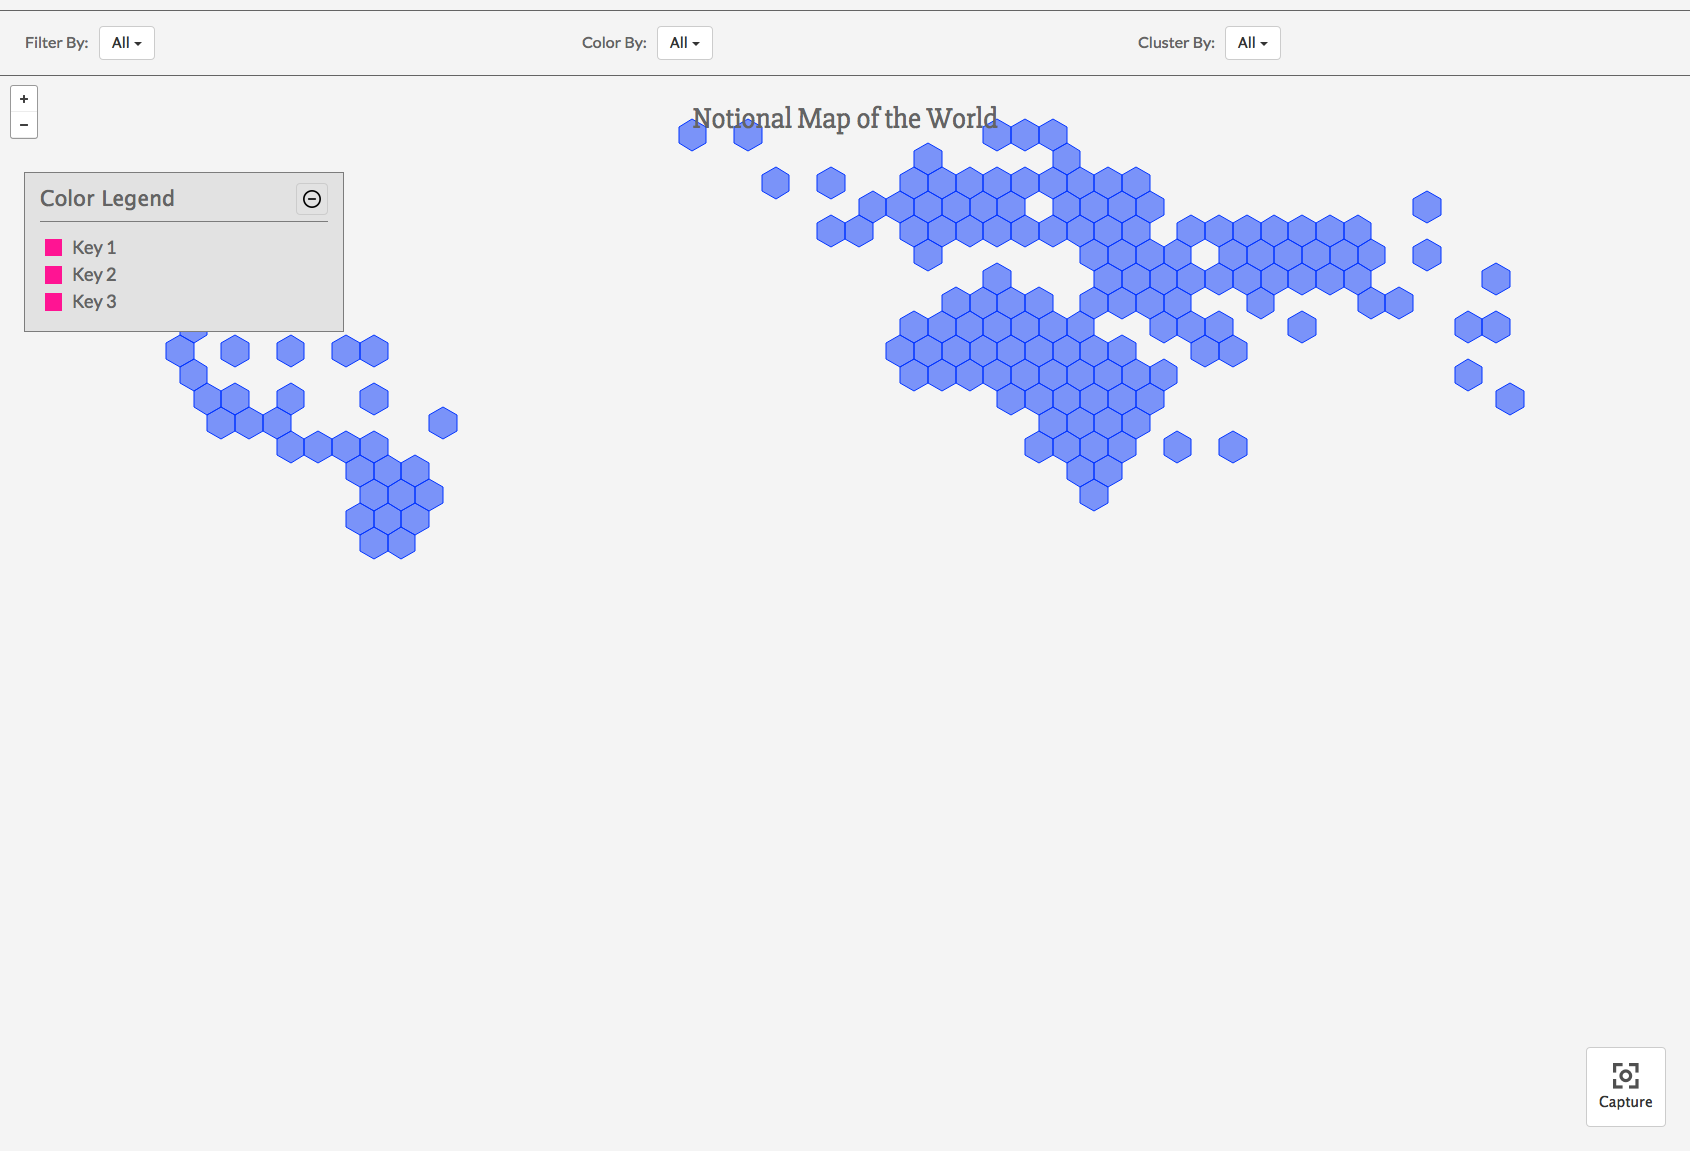 Filter By: All
Color By: All
Cluster By: All
+
−
Notional Map of the World
Color Legend
Key 1
Key 2
Key 3
Capture